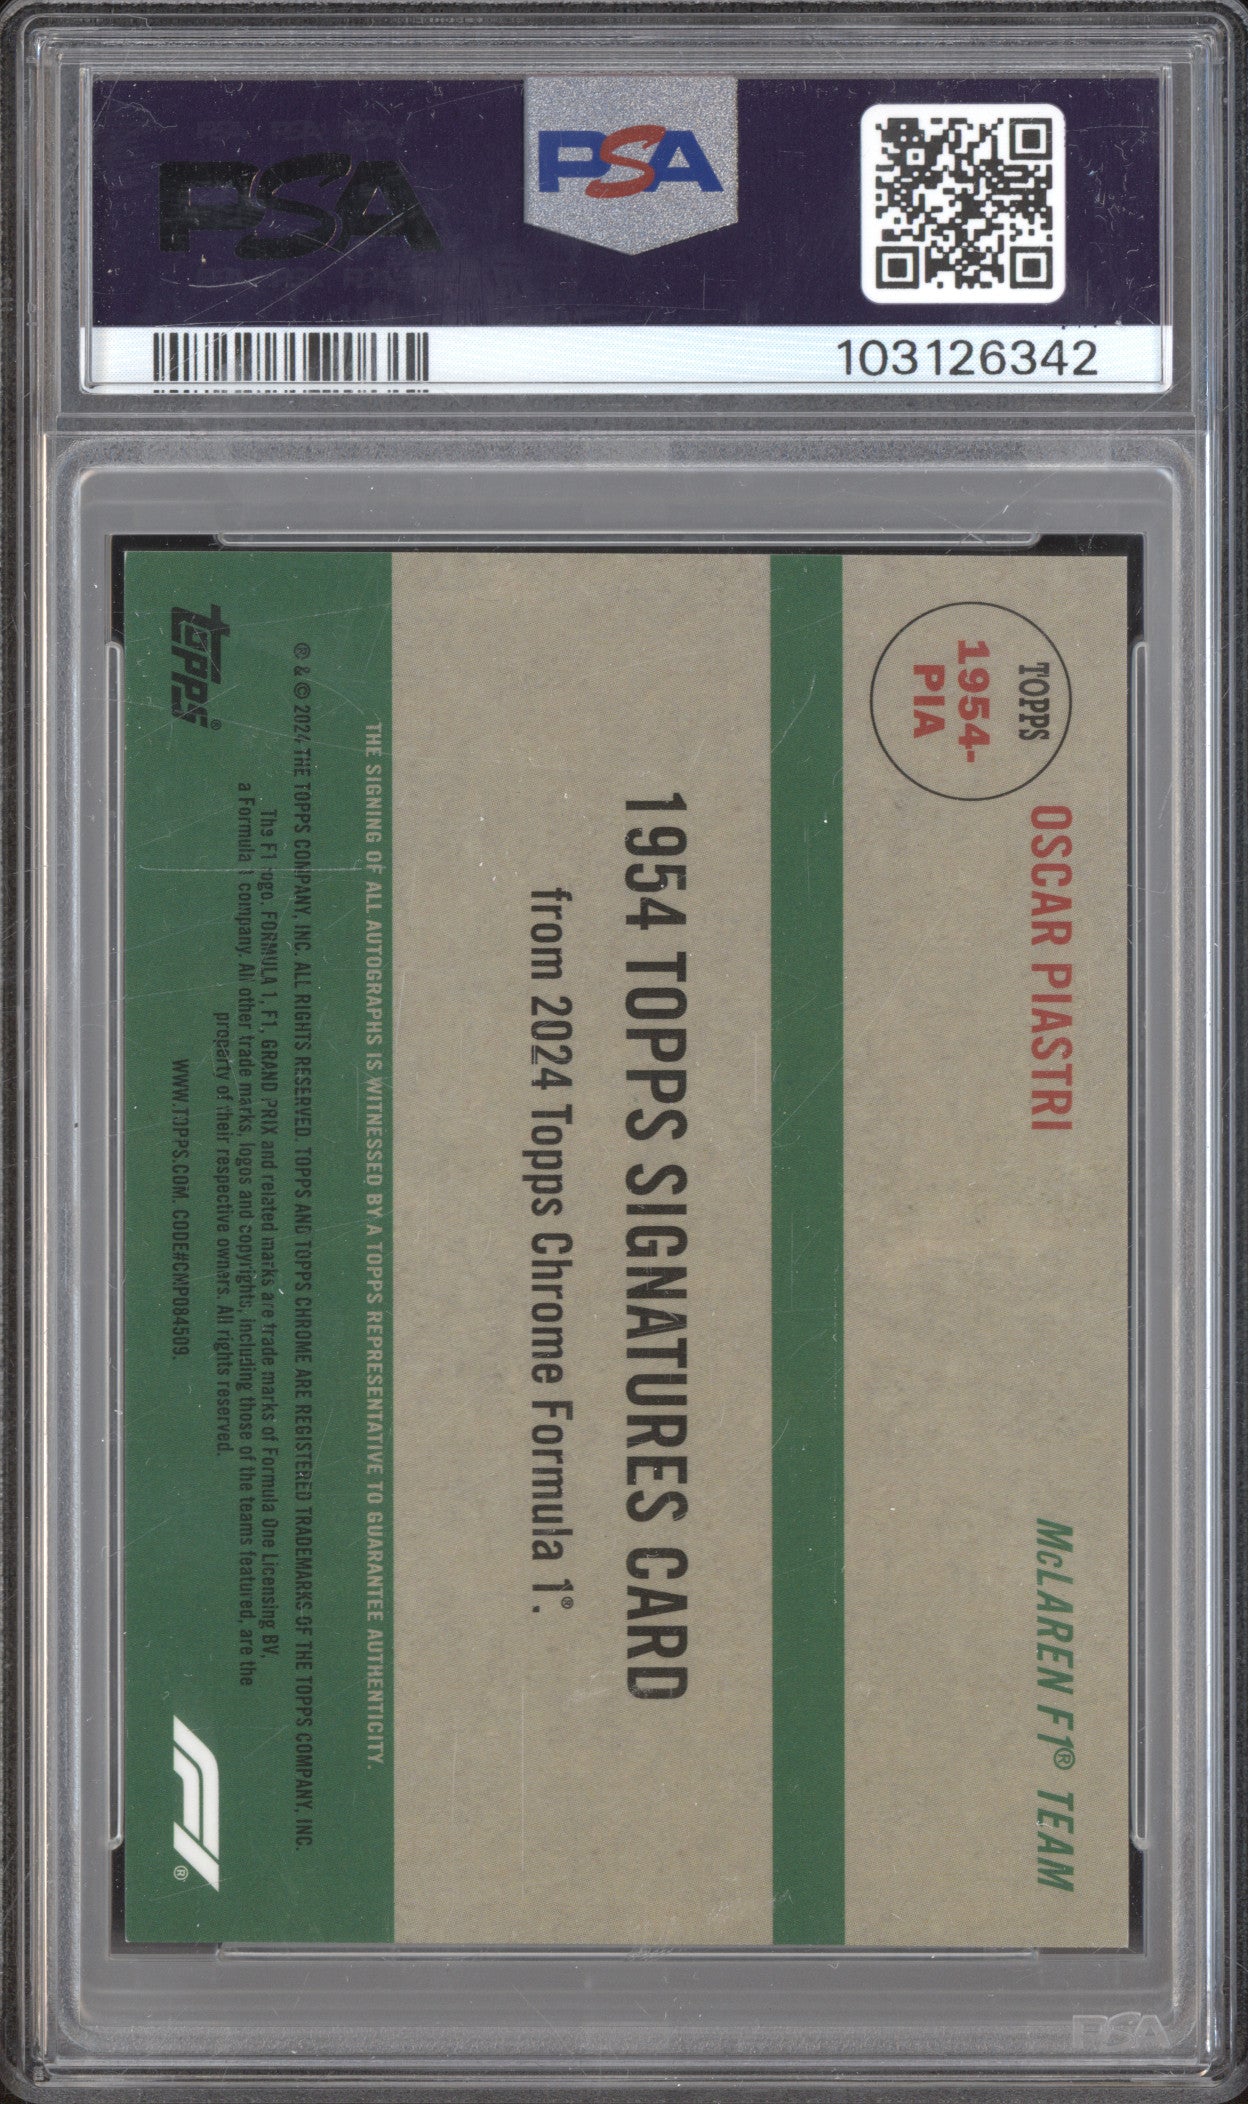 PSA
PSA
103126342
TOPPS
1954-
PIA
OSCAR PIASTRI
McLAREN F1® TEAM
1954 TOPPS SIGNATURES CARD
from 2024 Topps Chrome Formula 1®.
THE SIGNING OF ALL AUTOGRAPHS IS WITNESSED BY A TOPPS REPRESENTATIVE TO GUARANTEE AUTHENTICITY.
® & © 2024 THE TOPPS COMPANY, INC. ALL RIGHTS RESERVED. TOPPS AND TOPPS CHROME ARE REGISTERED TRADEMARKS OF THE TOPPS COMPANY, INC.
The F1 logo, FORMULA 1, F1, GRAND PRIX and related marks are trade marks of Formula One Licensing BV,
a Formula 1 company. All other trade marks, logos and copyrights, including those of the teams featured, are the
property of their respective owners. All rights reserved.
WWW.TOPPS.COM. CODE#CMP084509.
topps®
F1®
PSA